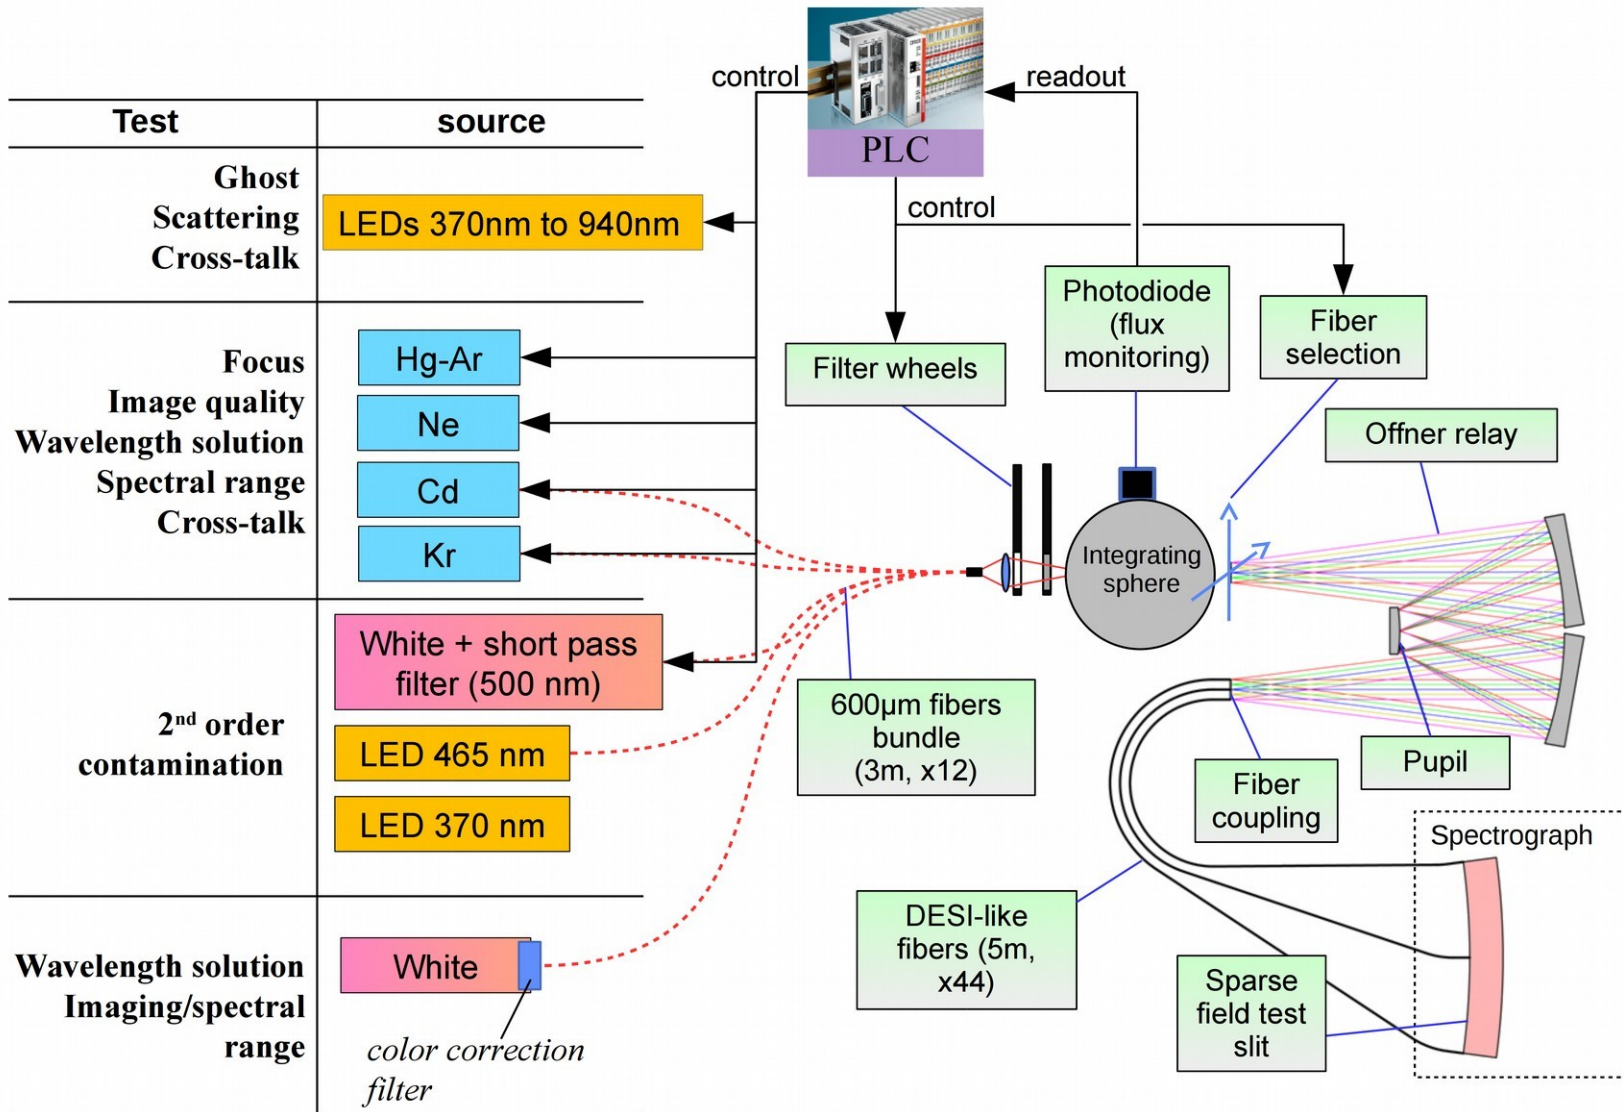 control
readout
PLC
control
Test
source
Ghost
Scattering
Cross-talk
LEDs 370nm to 940nm
Focus
Image quality
Wavelength solution
Spectral range
Cross-talk
Hg-Ar
Ne
Cd
Kr
2nd order
contamination
White + short pass
filter (500 nm)
LED 465 nm
LED 370 nm
Wavelength solution
Imaging/spectral
range
White
color correction
filter
Filter wheels
Photodiode
(flux
monitoring)
Fiber
selection
Offner relay
Integrating
sphere
600µm fibers
bundle
(3m, x12)
Pupil
Fiber
coupling
DESI-like
fibers (5m,
x44)
Spectrograph
Sparse
field test
slit